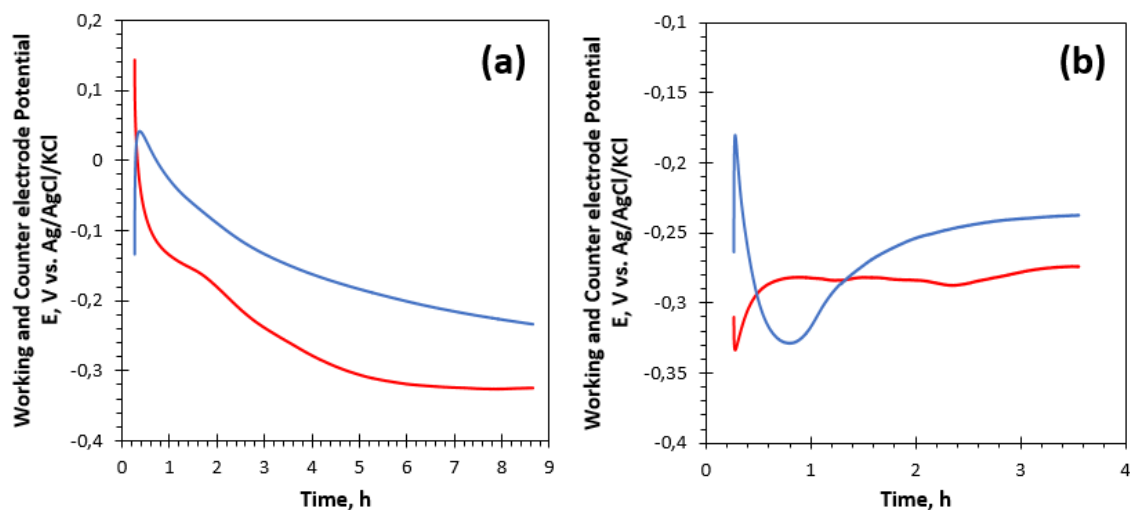 Working and Counter electrode Potential
E, V vs. Ag/AgCl/KCl
0,2
0,1
0
-0,1
-0,2
-0,3
-0,4
(a)
0 1 2 3 4 5 6 7 8 9
Time, h
Working and Counter electrode Potential
E, V vs. Ag/AgCl/KCl
-0,1
-0,15
-0,2
-0,25
-0,3
-0,35
-0,4
(b)
0 1 2 3 4
Time, h